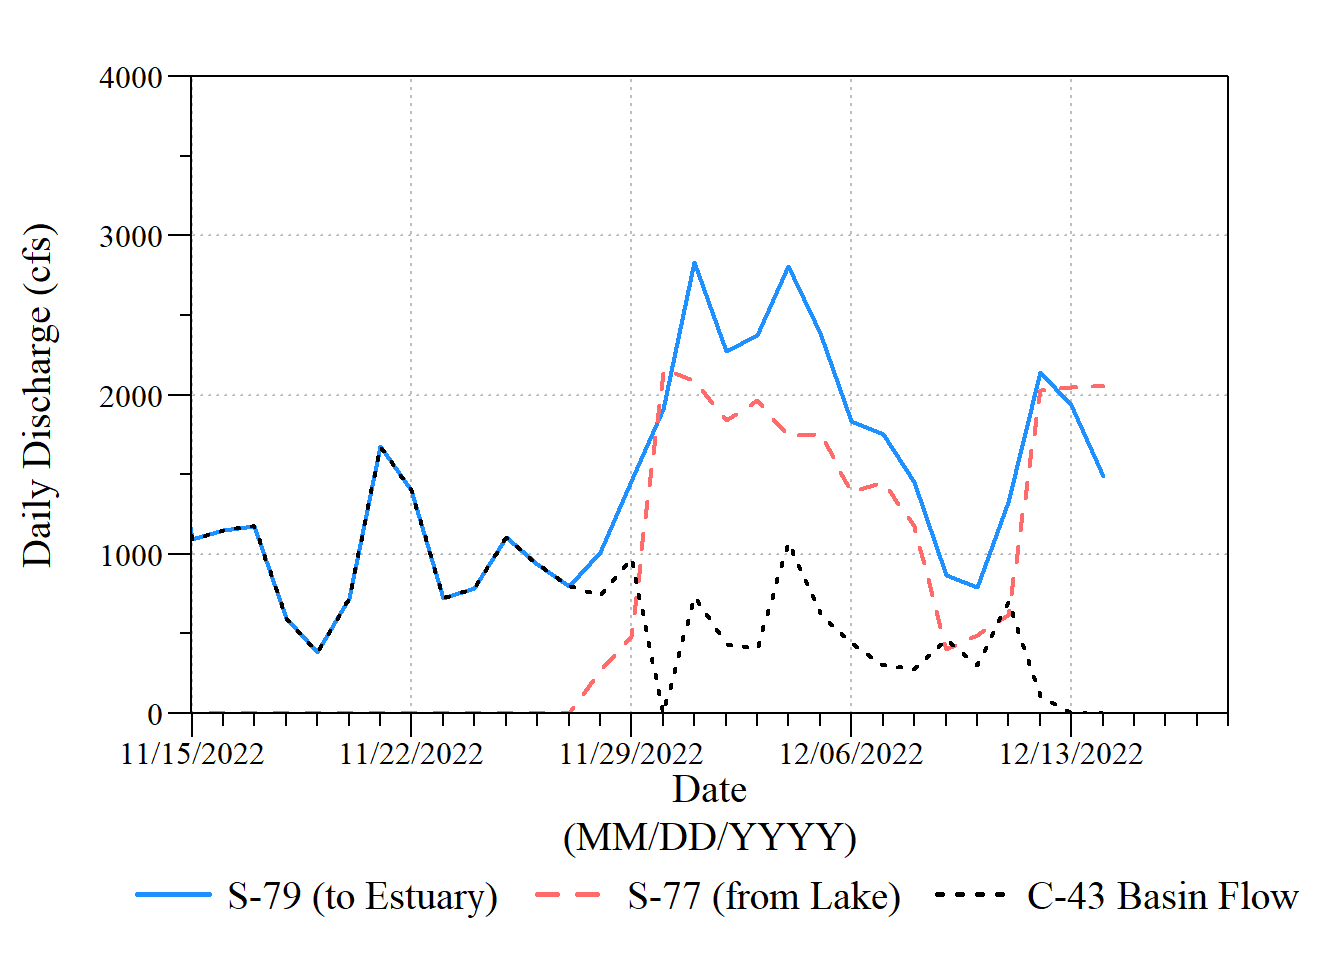 4000
3000
2000
1000
0
Daily Discharge (cfs)
11/15/2022 11/22/2022 11/29/2022 12/06/2022 12/13/2022
Date
(MM/DD/YYYY)
S-79 (to Estuary) S-77 (from Lake) C-43 Basin Flow